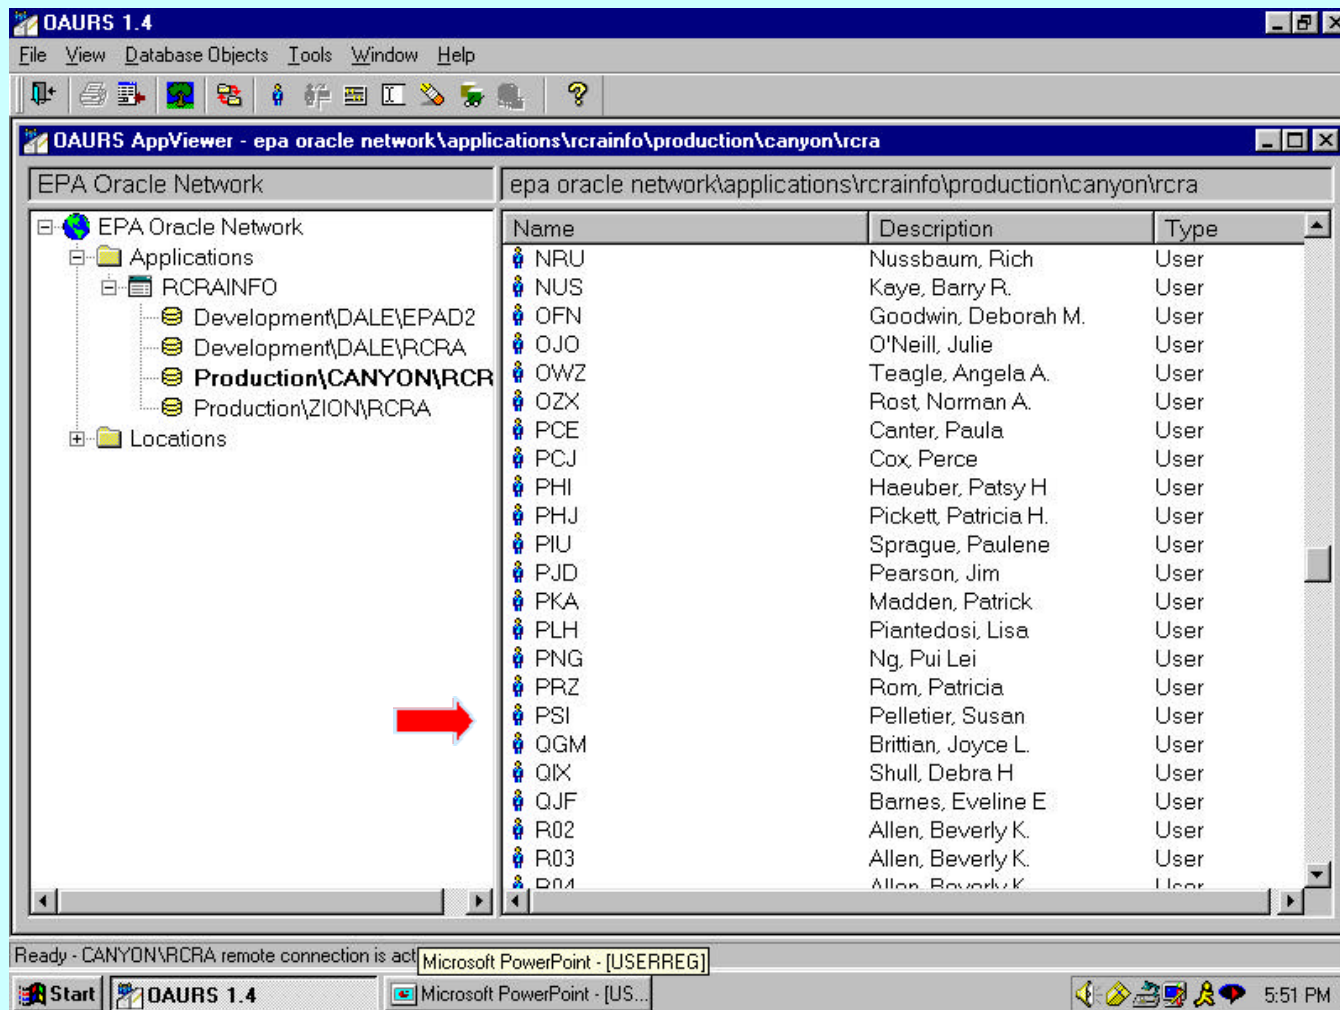 OAURS 1.4
File View Database Objects Tools Window Help
OAURS AppViewer - epa oracle network\applications\rcrainfo\production\canyon\rcra
EPA Oracle Network
epa oracle network\applications\rcrainfo\production\canyon\rcra
EPA Oracle Network
Applications
RCRAINFO
Development\DALE\EPAD2
Development\DALE\RCRA
Production\CANYON\RCR
Production\ZION\RCRA
Locations
Name Description Type
NRU Nussbaum, Rich User
NUS Kaye, Barry R. User
OFN Goodwin, Deborah M. User
OJO O'Neill, Julie User
OWZ Teagle, Angela A. User
OZX Rost, Norman A. User
PCE Canter, Paula User
PCJ Cox, Perce User
PHI Haeuber, Patsy H User
PHJ Pickett, Patricia H. User
PIU Sprague, Paulene User
PJD Pearson, Jim User
PKA Madden, Patrick User
PLH Piantedosi, Lisa User
PNG Ng, Pui Lei User
PRZ Rom, Patricia User
PSI Pelletier, Susan User
QGM Brittian, Joyce L. User
QIX Shull, Debra H User
QJF Barnes, Eveline E User
R02 Allen, Beverly K. User
R03 Allen, Beverly K. User
R04 Allen, Beverly K. User
Ready - CANYON\RCRA remote connection is act
Microsoft PowerPoint - [USERREG]
Start
OAURS 1.4
Microsoft PowerPoint - [US...
5:51 PM